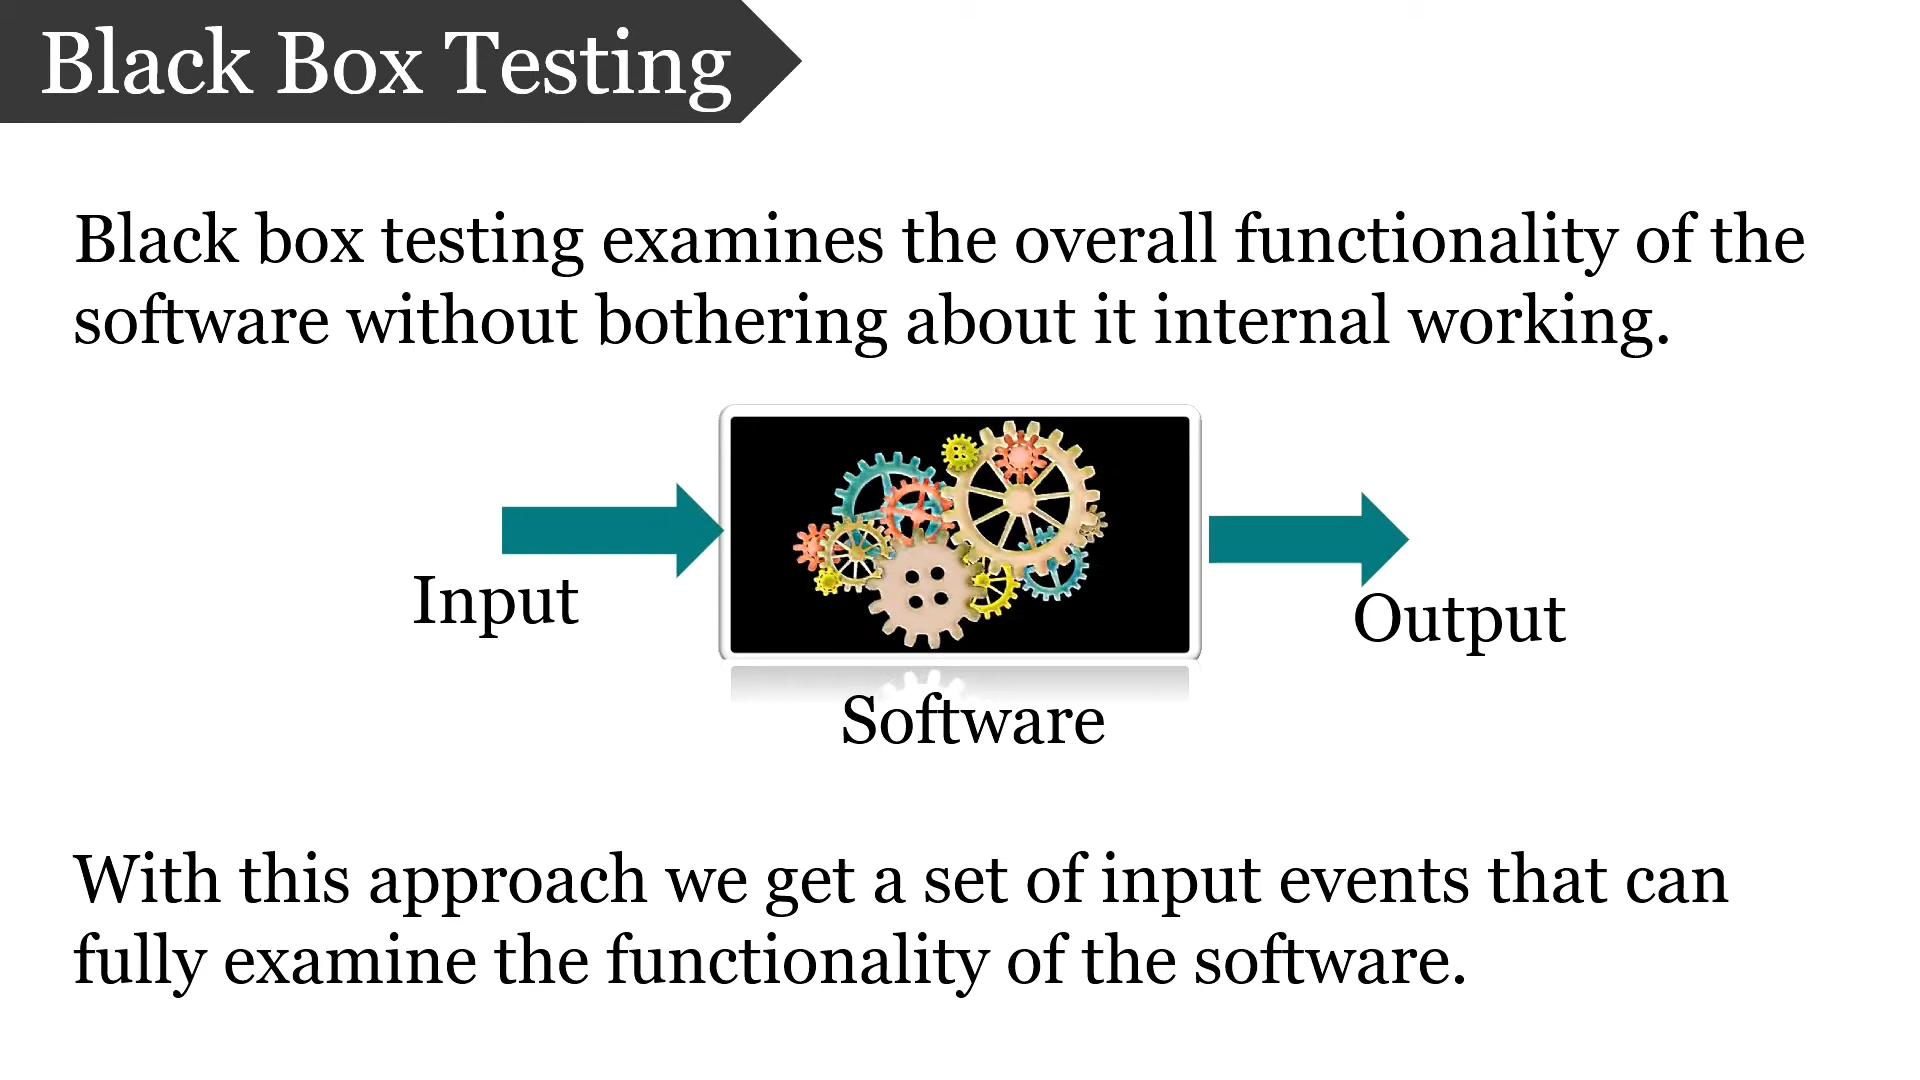 Black Box Testing
Black box testing examines the overall functionality of the
software without bothering about it internal working.
Input
Output
Software
With this approach we get a set of input events that can
fully examine the functionality of the software.